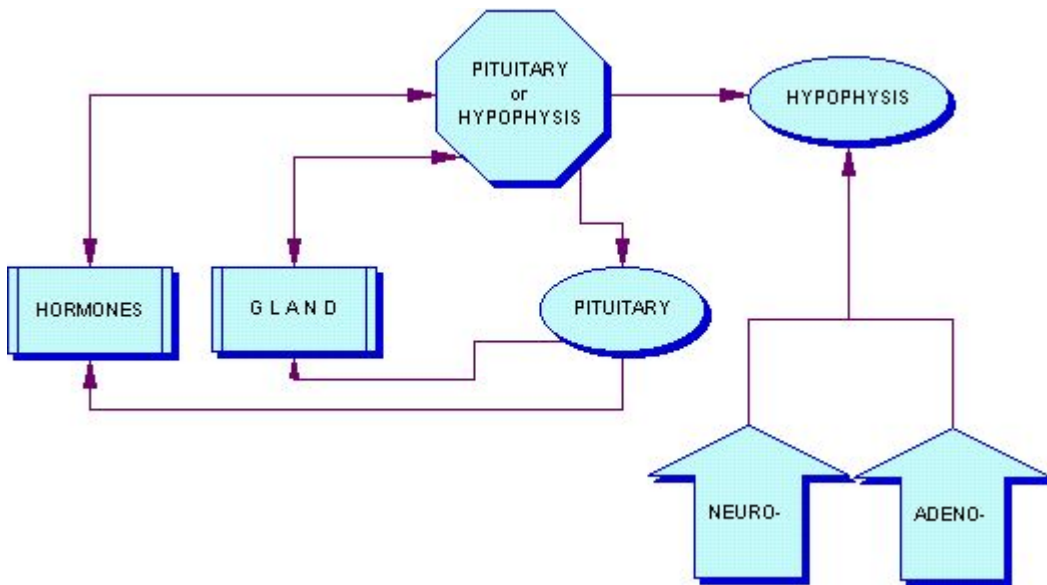 PITUITARY
or
HYPOPHYSIS
HYPOPHYSIS
HORMONES
G L A N D
PITUITARY
NEURO-
ADENO-